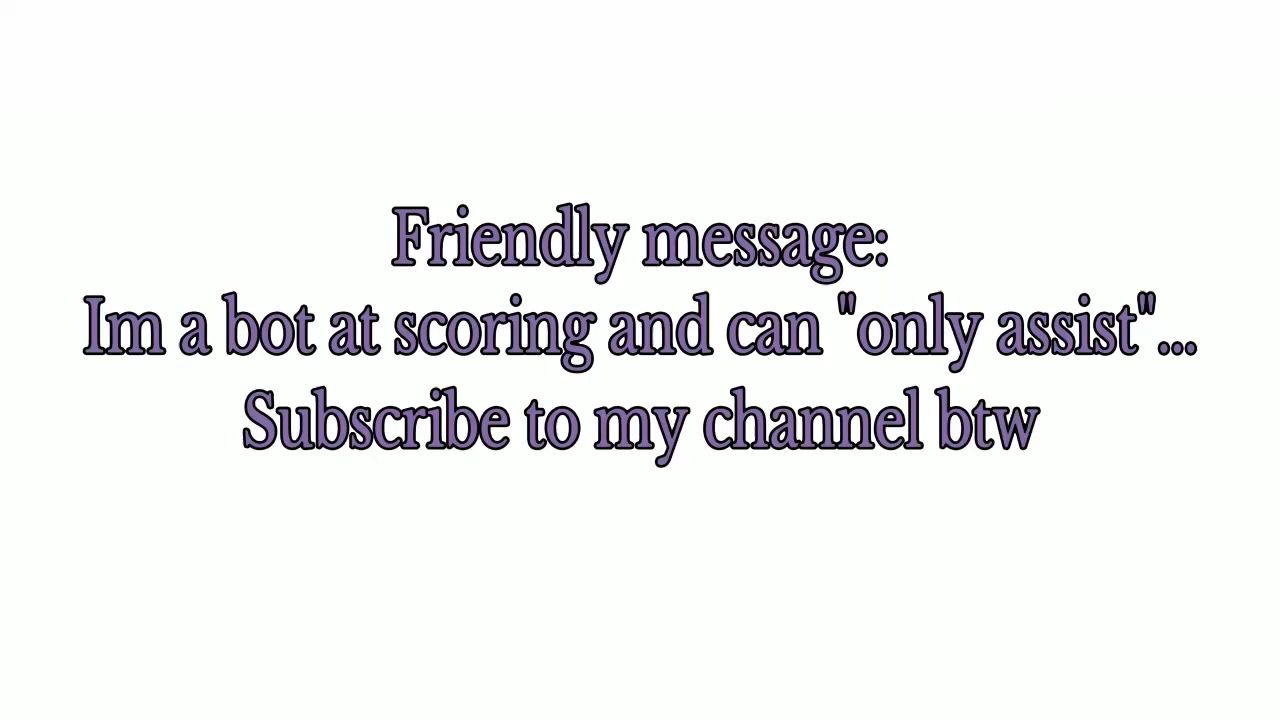 Friendly message:
Im a bot at scoring and can "only assist"...
Subscribe to my channel btw